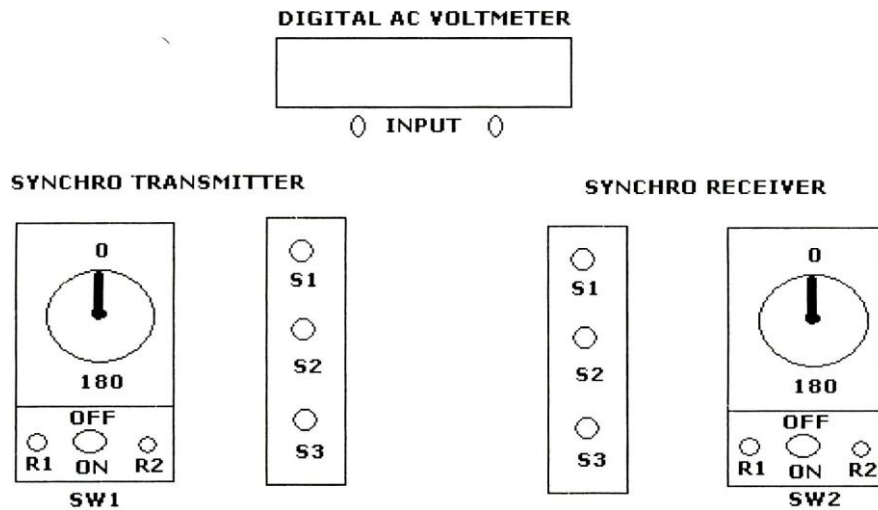 DIGITAL AC VOLTMETER
INPUT
SYNCHRO TRANSMITTER
0
180
OFF
R1
ON
R2
SW1
S1
S2
S3
SYNCHRO RECEIVER
S1
S2
S3
0
180
OFF
R1
ON
R2
SW2